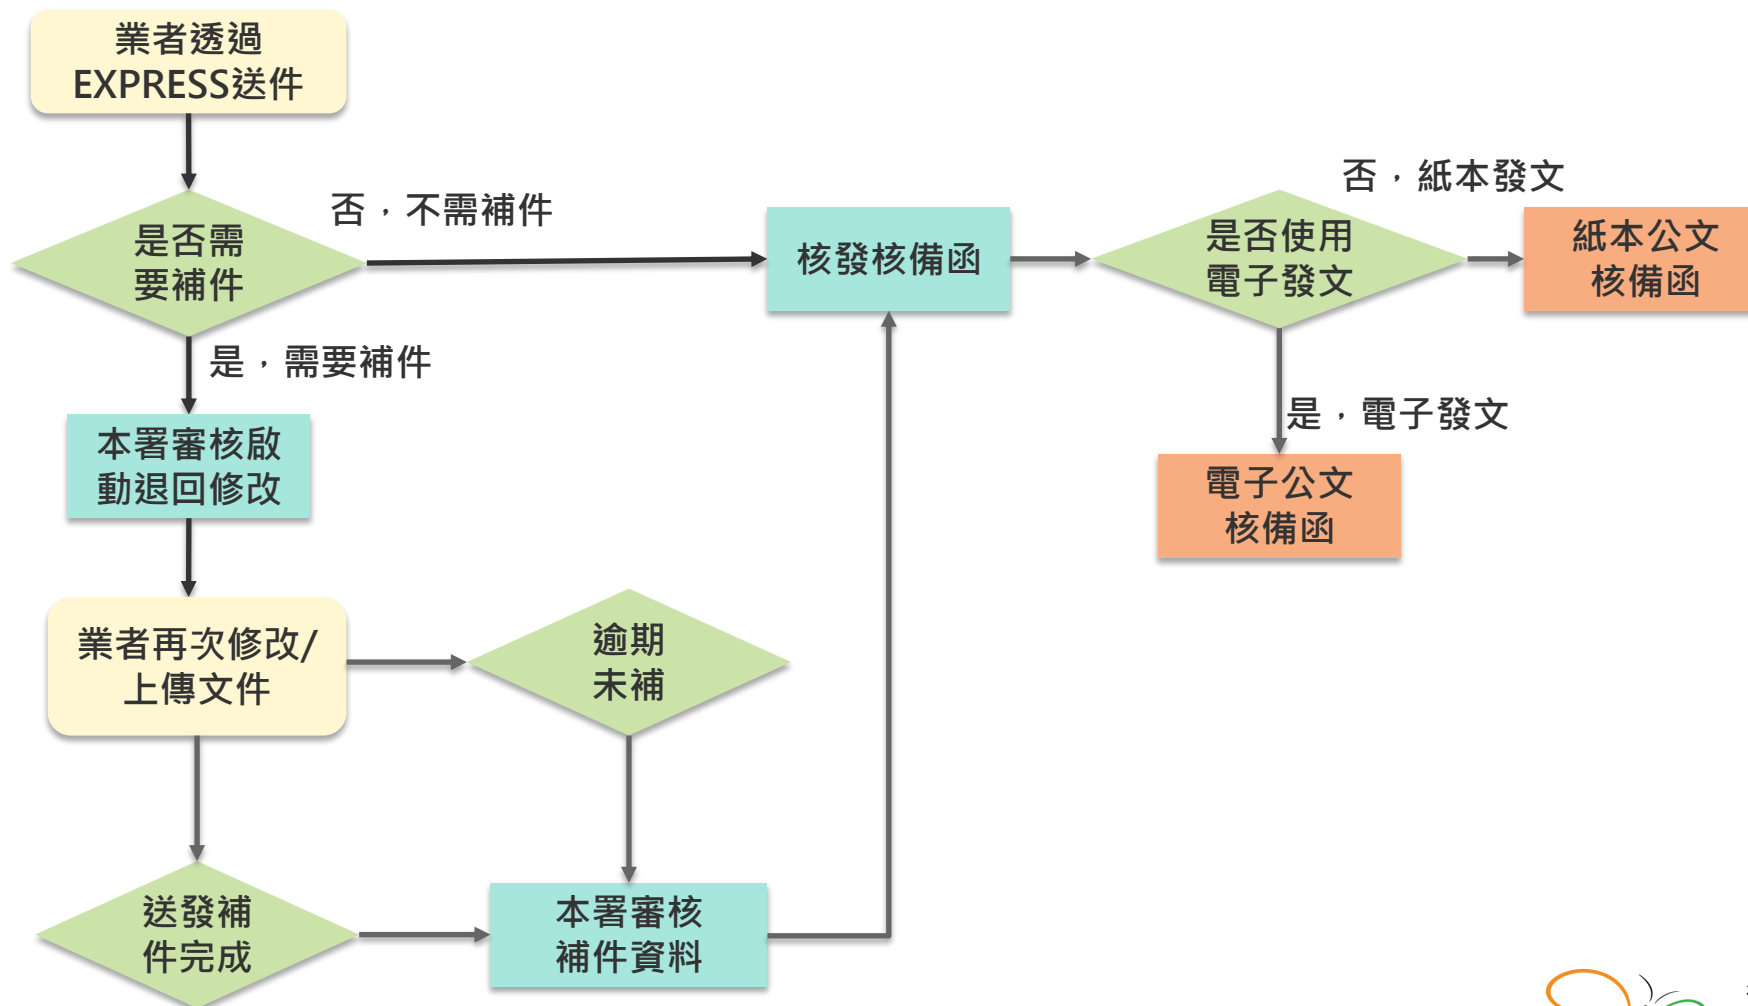 業者透過
EXPRESS送件
是否需
要補件
否，不需補件
是，需要補件
核發核備函
是否使用
電子發文
否，紙本發文
紙本公文
核備函
是，電子發文
電子公文
核備函
本署審核啟
動退回修改
業者再次修改/
上傳文件
逾期
未補
送發補
件完成
本署審核
補件資料